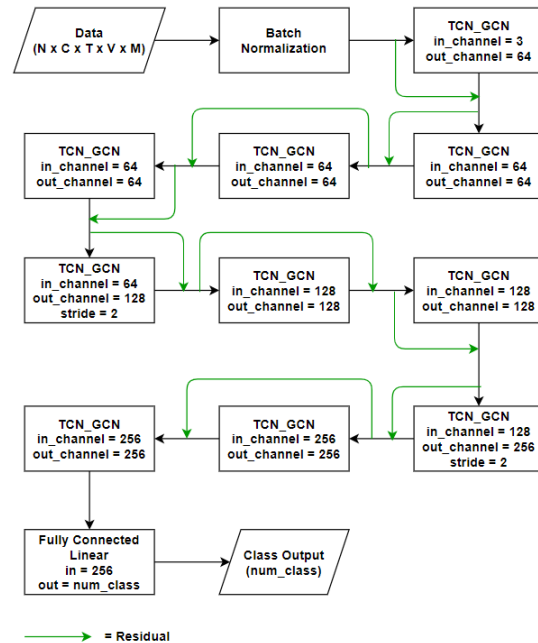 Data
(N x C x T x V x M)
Batch
Normalization
TCN_GCN
in_channel = 3
out_channel = 64
TCN_GCN
in_channel = 64
out_channel = 64
TCN_GCN
in_channel = 64
out_channel = 64
TCN_GCN
in_channel = 64
out_channel = 64
TCN_GCN
in_channel = 64
out_channel = 128
stride = 2
TCN_GCN
in_channel = 128
out_channel = 128
TCN_GCN
in_channel = 128
out_channel = 128
TCN_GCN
in_channel = 128
out_channel = 256
stride = 2
TCN_GCN
in_channel = 256
out_channel = 256
TCN_GCN
in_channel = 256
out_channel = 256
Fully Connected
Linear
in = 256
out = num_class
Class Output
(num_class)
= Residual